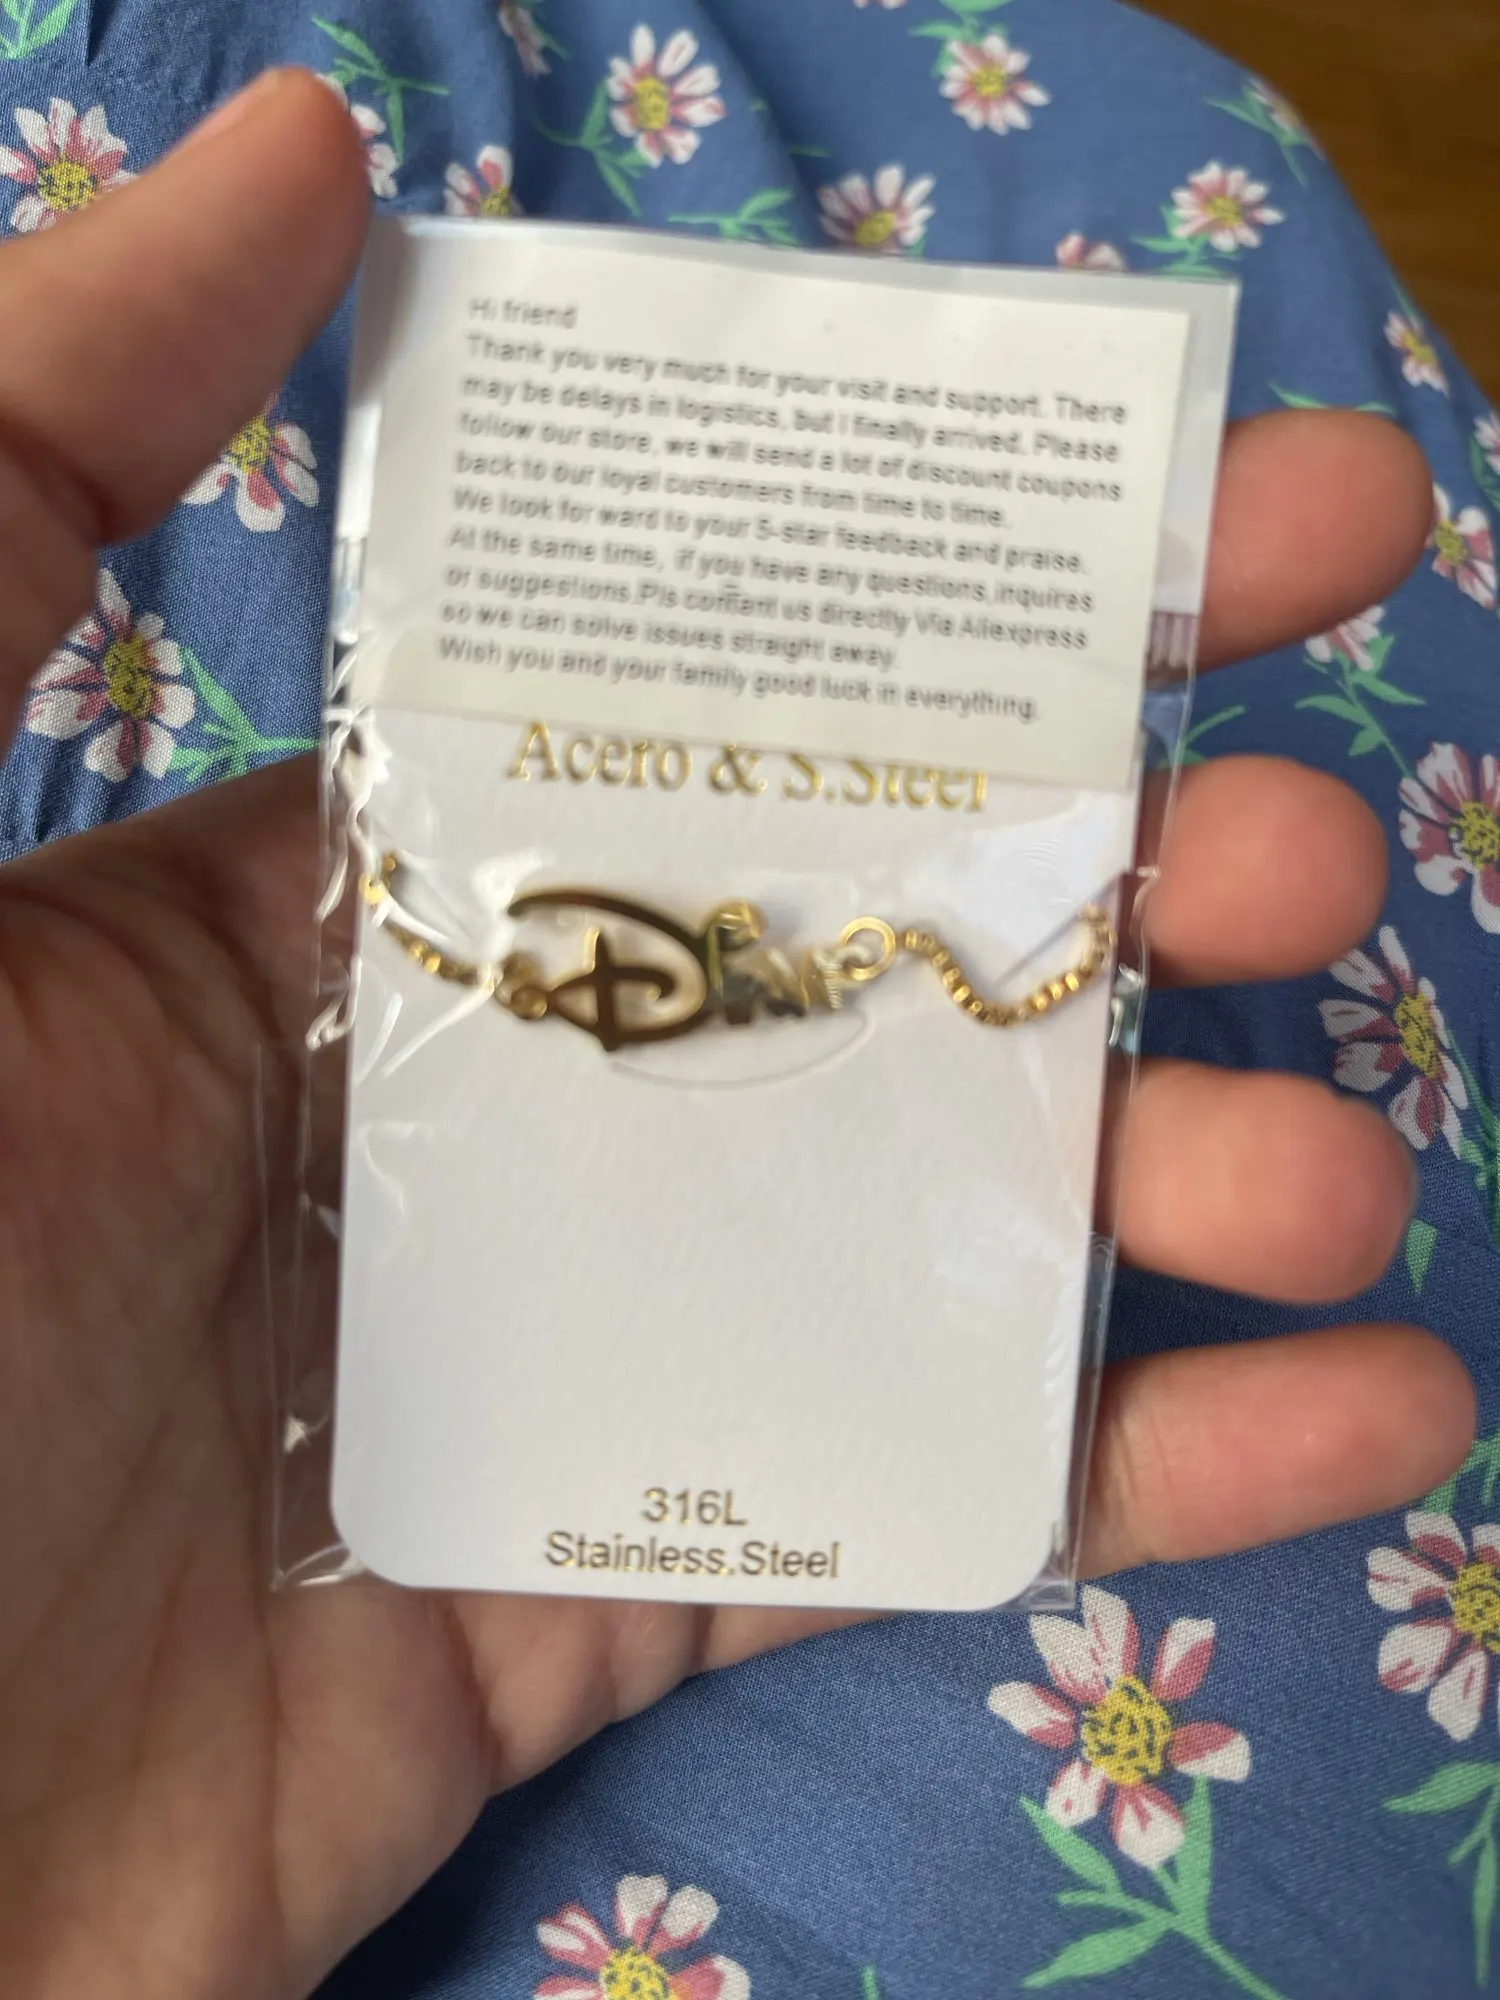 Hi friend
Thank you very much for your visit and support. There
may be delays in logistics, but I finally arrived. Please
follow our store, we will send a lot of discount coupons
back to our loyal customers from time to time.
We look for ward to your 5-star feedback and praise.
At the same time, if you have any questions,inquires
or suggestions.Pls contant us directly Via Aliexpress
so we can solve issues straight away.
Wish you and your family good luck in everything.
Acero & S.Steel
316L
Stainless.Steel